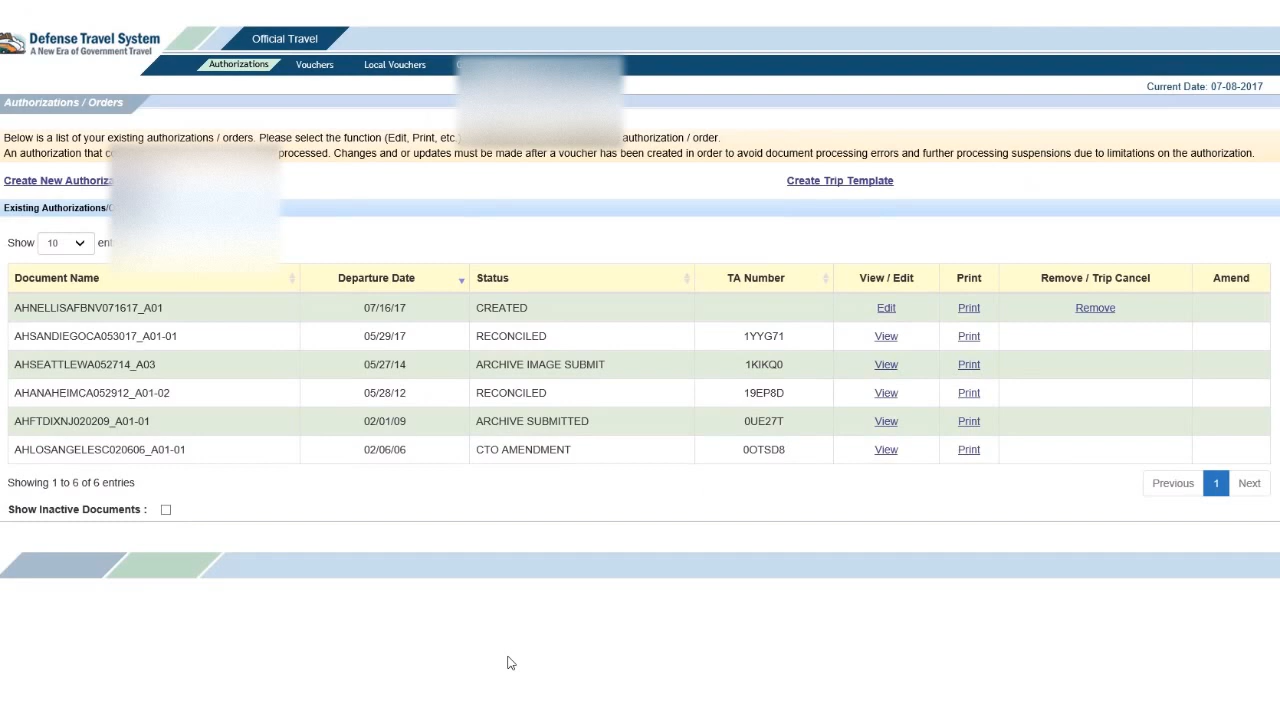 Defense Travel System
A New Era of Government Travel
Official Travel
Authorizations Vouchers Local Vouchers
Current Date: 07-08-2017
Authorizations / Orders
Below is a list of your existing authorizations / orders. Please select the function (Edit, Print, etc. authorization / order.
An authorization that processed. Changes and or updates must be made after a voucher has been created in order to avoid document processing errors and further processing suspensions due to limitations on the authorization.
Create New Create Trip Template
Existing
Show 10
Document Name Departure Date Status TA Number View / Edit Print Remove / Trip Cancel Amend
AHNELLISAFBNV071617_A01 07/16/17 CREATED Edit Print Remove
AHSANDIEGOCA053017_A01-01 05/29/17 RECONCILED 1YYG71 View Print
AHSEATTLEWA052714_A03 05/27/14 ARCHIVE IMAGE SUBMIT 1KIKQ0 View Print
AHANAHEIMCA052912_A01-02 05/28/12 RECONCILED 19EP8D View Print
AHFTDIXNJ020209_A01-01 02/01/09 ARCHIVE SUBMITTED 0UE27T View Print
AHLOSANGELESC020606_A01-01 02/06/06 CTO AMENDMENT 0OTSD8 View Print
Showing 1 to 6 of 6 entries
Previous 1 Next
Show Inactive Documents :